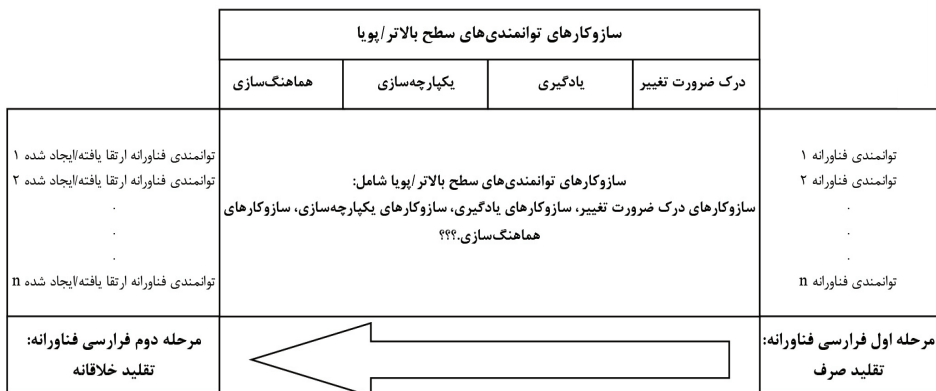 سازوکارهای توانمندی‌های سطح بالاتر/پویا
درک ضرورت تغییر
یادگیری
یکپارچه‌سازی
هماهنگ‌سازی
توانمندی فناورانه ۱
توانمندی فناورانه ۲
.
.
.
توانمندی فناورانه n
سازوکارهای توانمندی‌های سطح بالاتر/پویا شامل:
سازوکارهای درک ضرورت تغییر، سازوکارهای یادگیری، سازوکارهای یکپارچه‌سازی، سازوکارهای
هماهنگ‌سازی.؟؟؟
توانمندی فناورانه ارتقا یافته/ایجاد شده ۱
توانمندی فناورانه ارتقا یافته/ایجاد شده ۲
.
.
.
توانمندی فناورانه ارتقا یافته/ایجاد شده n
مرحله اول فرارسی فناورانه:
تقلید صرف
مرحله دوم فرارسی فناورانه:
تقلید خلاقانه